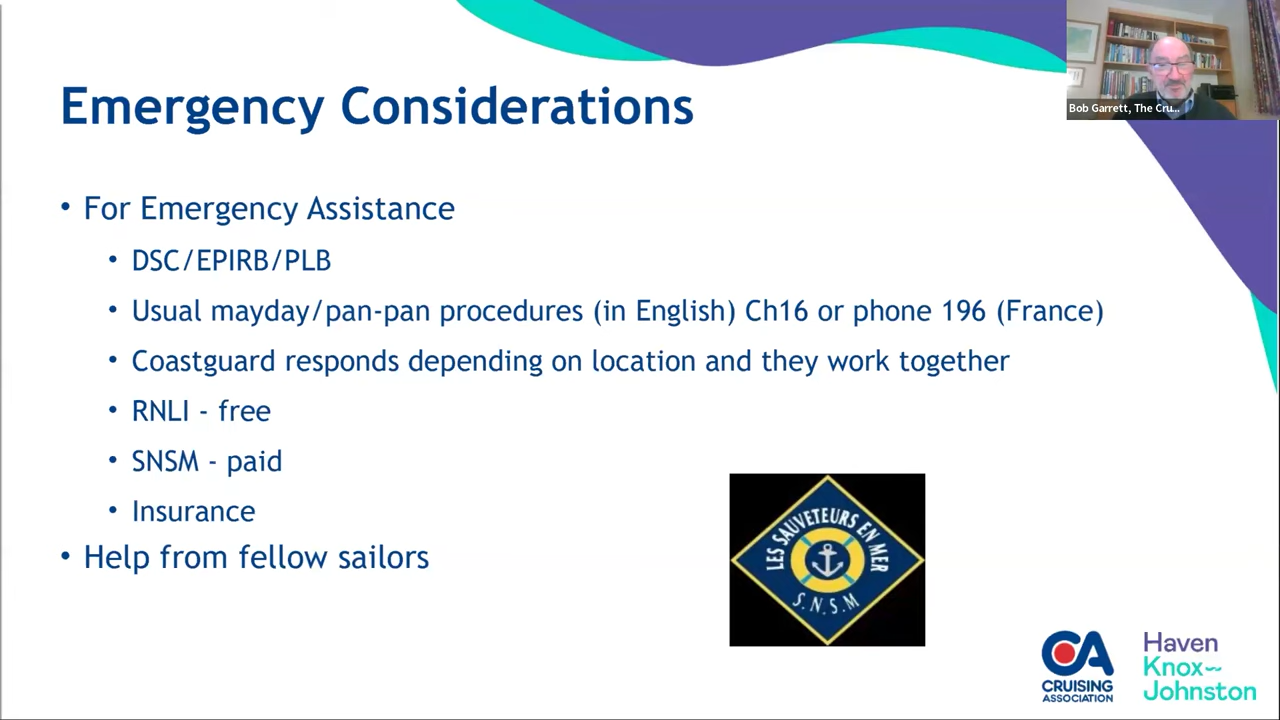 Emergency Considerations
Bob Garrett, The Cru...
• For Emergency Assistance
• DSC/EPIRB/PLB
• Usual mayday/pan-pan procedures (in English) Ch16 or phone 196 (France)
• Coastguard responds depending on location and they work together
• RNLI - free
• SNSM - paid
• Insurance
• Help from fellow sailors
LES SAUVETEURS EN MER
S.N.S.M
CA
CRUISING
ASSOCIATION
Haven
Knox~
Johnston